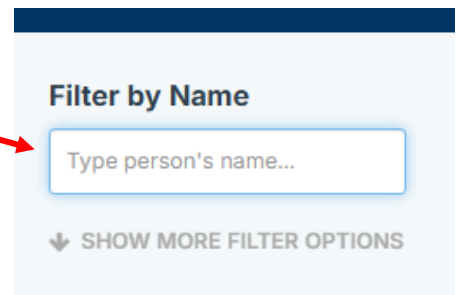 Filter by Name
Type person's name...
SHOW MORE FILTER OPTIONS